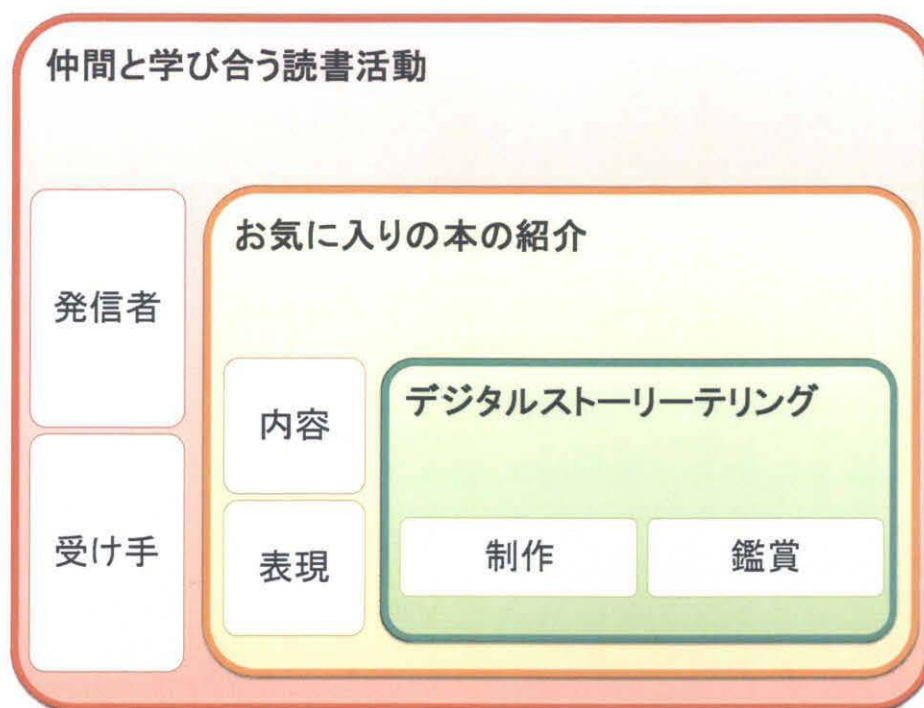 仲間と学び合う読書活動
お気に入りの本の紹介
発信者
デジタルストーリーテリング
内容
受け手
表現
制作
鑑賞